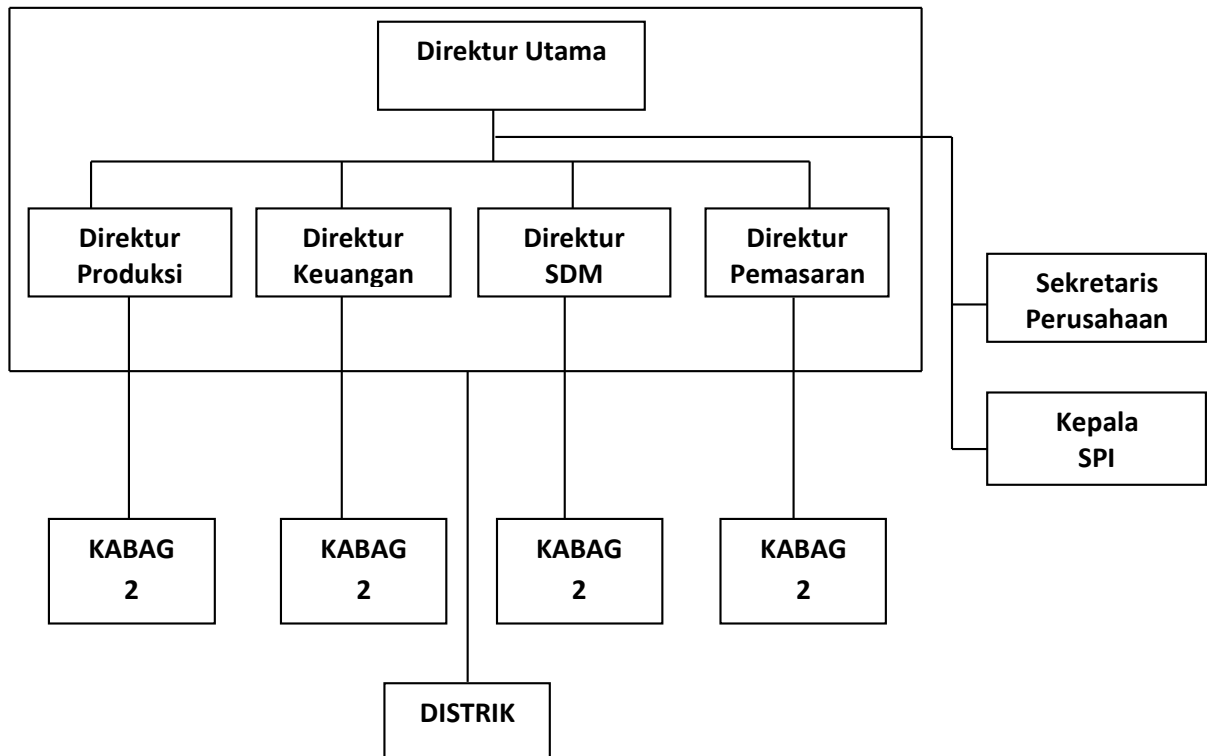 Direktur Utama
Direktur
Produksi
Direktur
Keuangan
Direktur
SDM
Direktur
Pemasaran
Sekretaris
Perusahaan
Kepala
SPI
KABAG
2
KABAG
2
KABAG
2
KABAG
2
DISTRIK